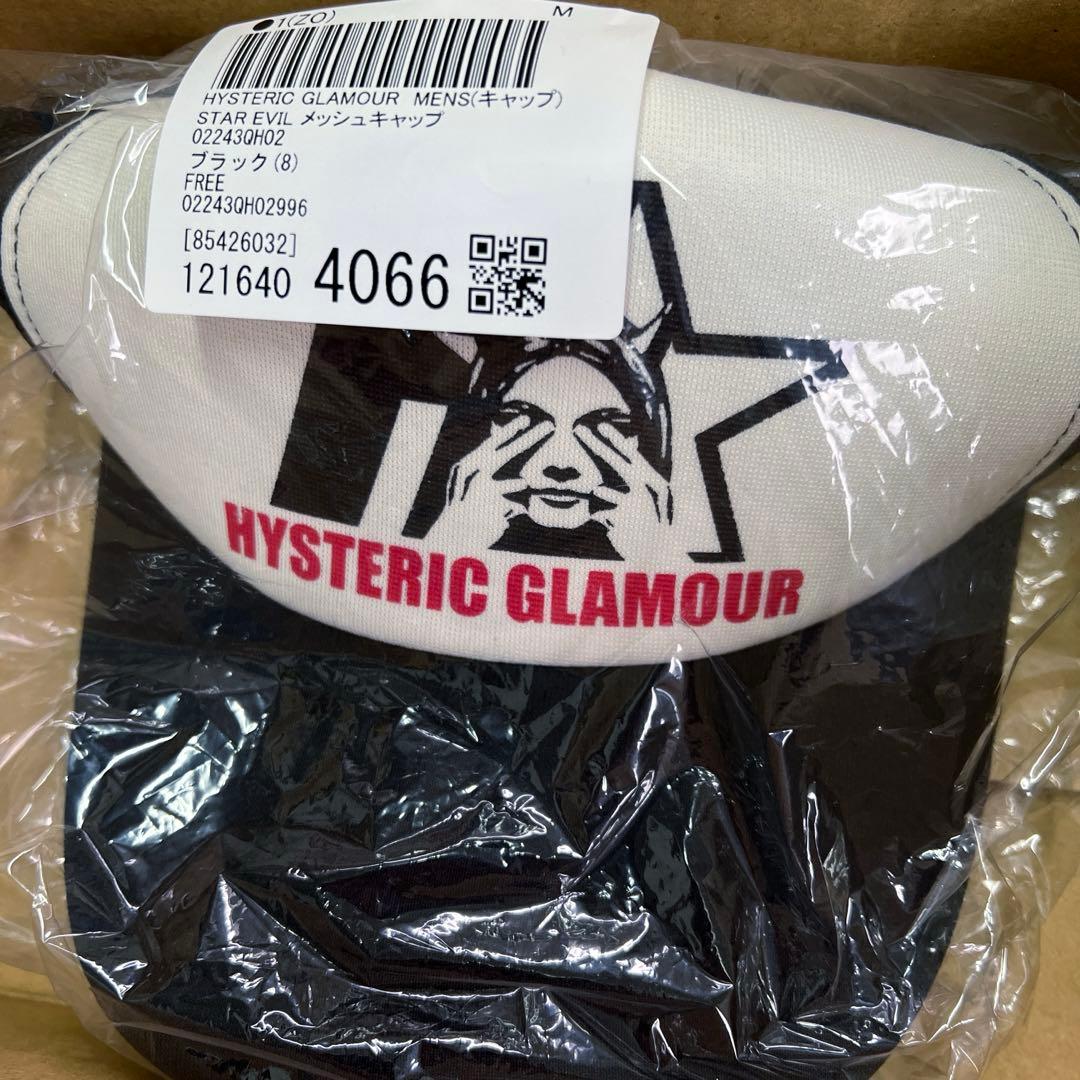 ●1(ZO) M
HYSTERIC GLAMOUR MENS(キャップ)
STAR EVIL メッシュキャップ
02243QH02
ブラック(8)
FREE
02243QH02996
[85426032]
121640 4066
HYSTERIC GLAMOUR